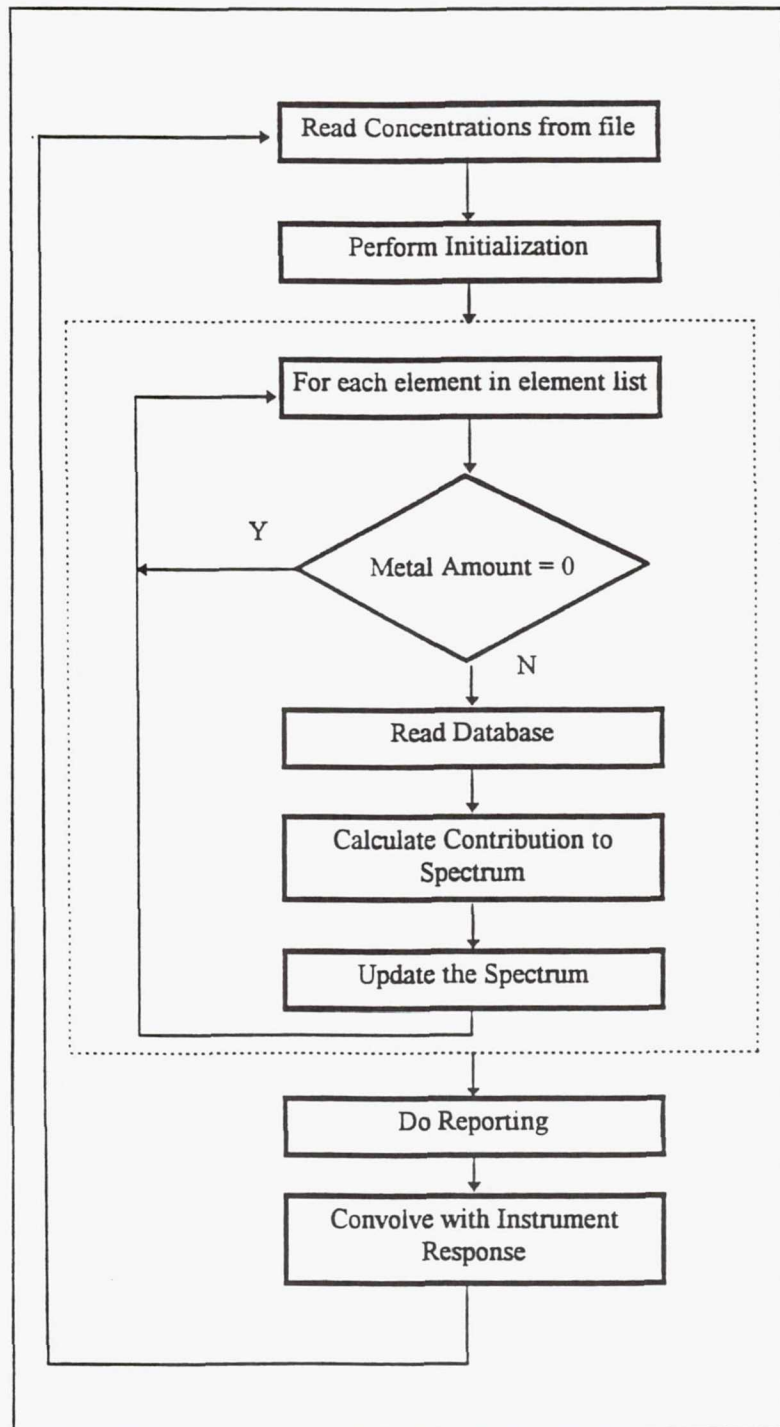 Read Concentrations from file
Perform Initialization
For each element in element list
Y
Metal Amount = 0
N
Read Database
Calculate Contribution to
Spectrum
Update the Spectrum
Do Reporting
Convolve with Instrument
Response